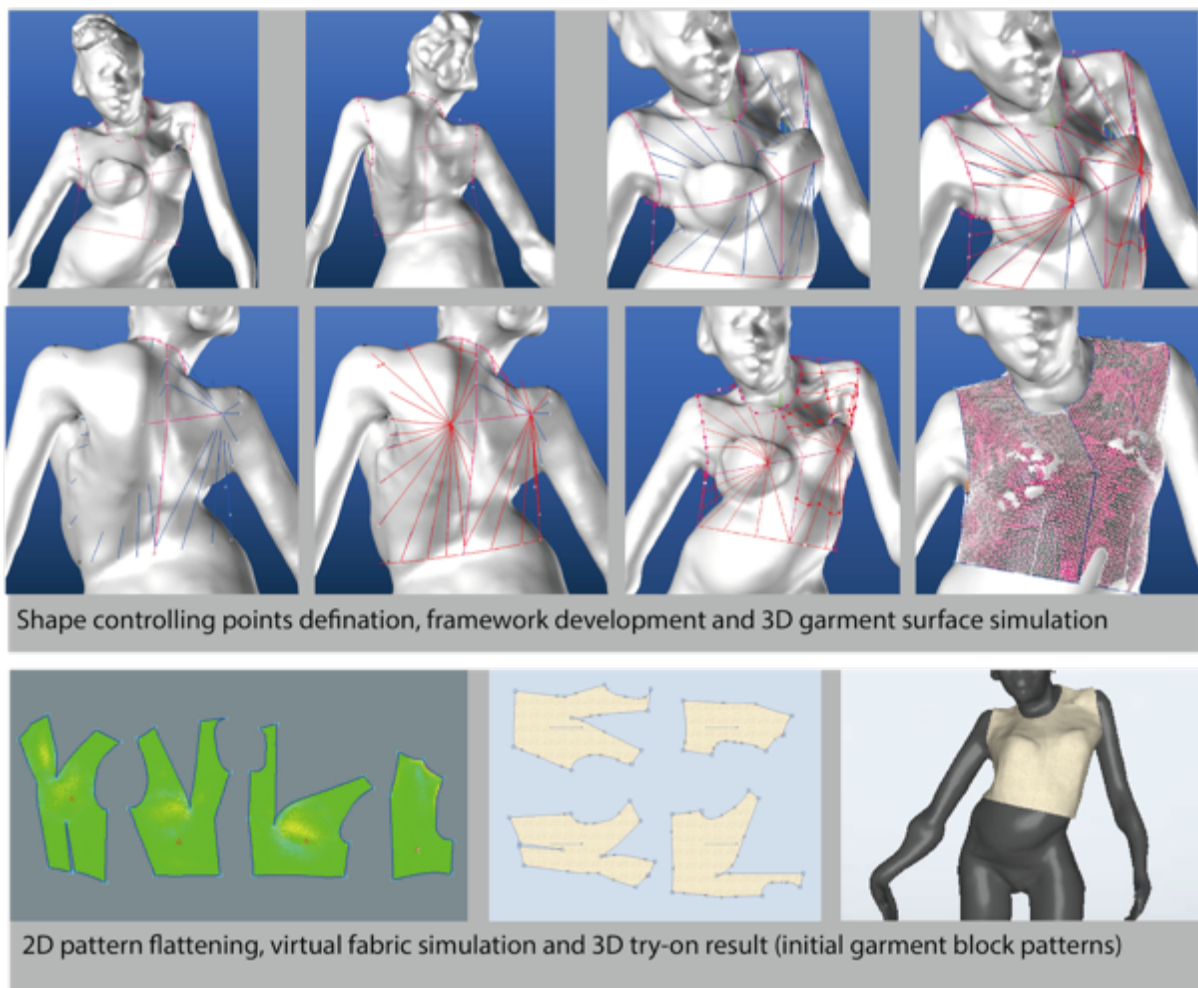 Shape controlling points defination, framework development and 3D garment surface simulation
2D pattern flattening, virtual fabric simulation and 3D try-on result (initial garment block patterns)